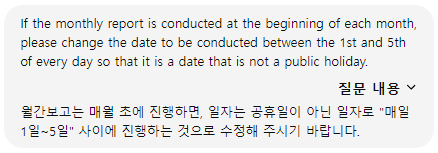 If the monthly report is conducted at the beginning of each month,
please change the date to be conducted between the 1st and 5th
of every day so that it is a date that is not a public holiday.
질문 내용
월간보고는 매월 초에 진행하면, 일자는 공휴일이 아닌 일자로 "매일
1일~5일" 사이에 진행하는 것으로 수정해 주시기 바랍니다.